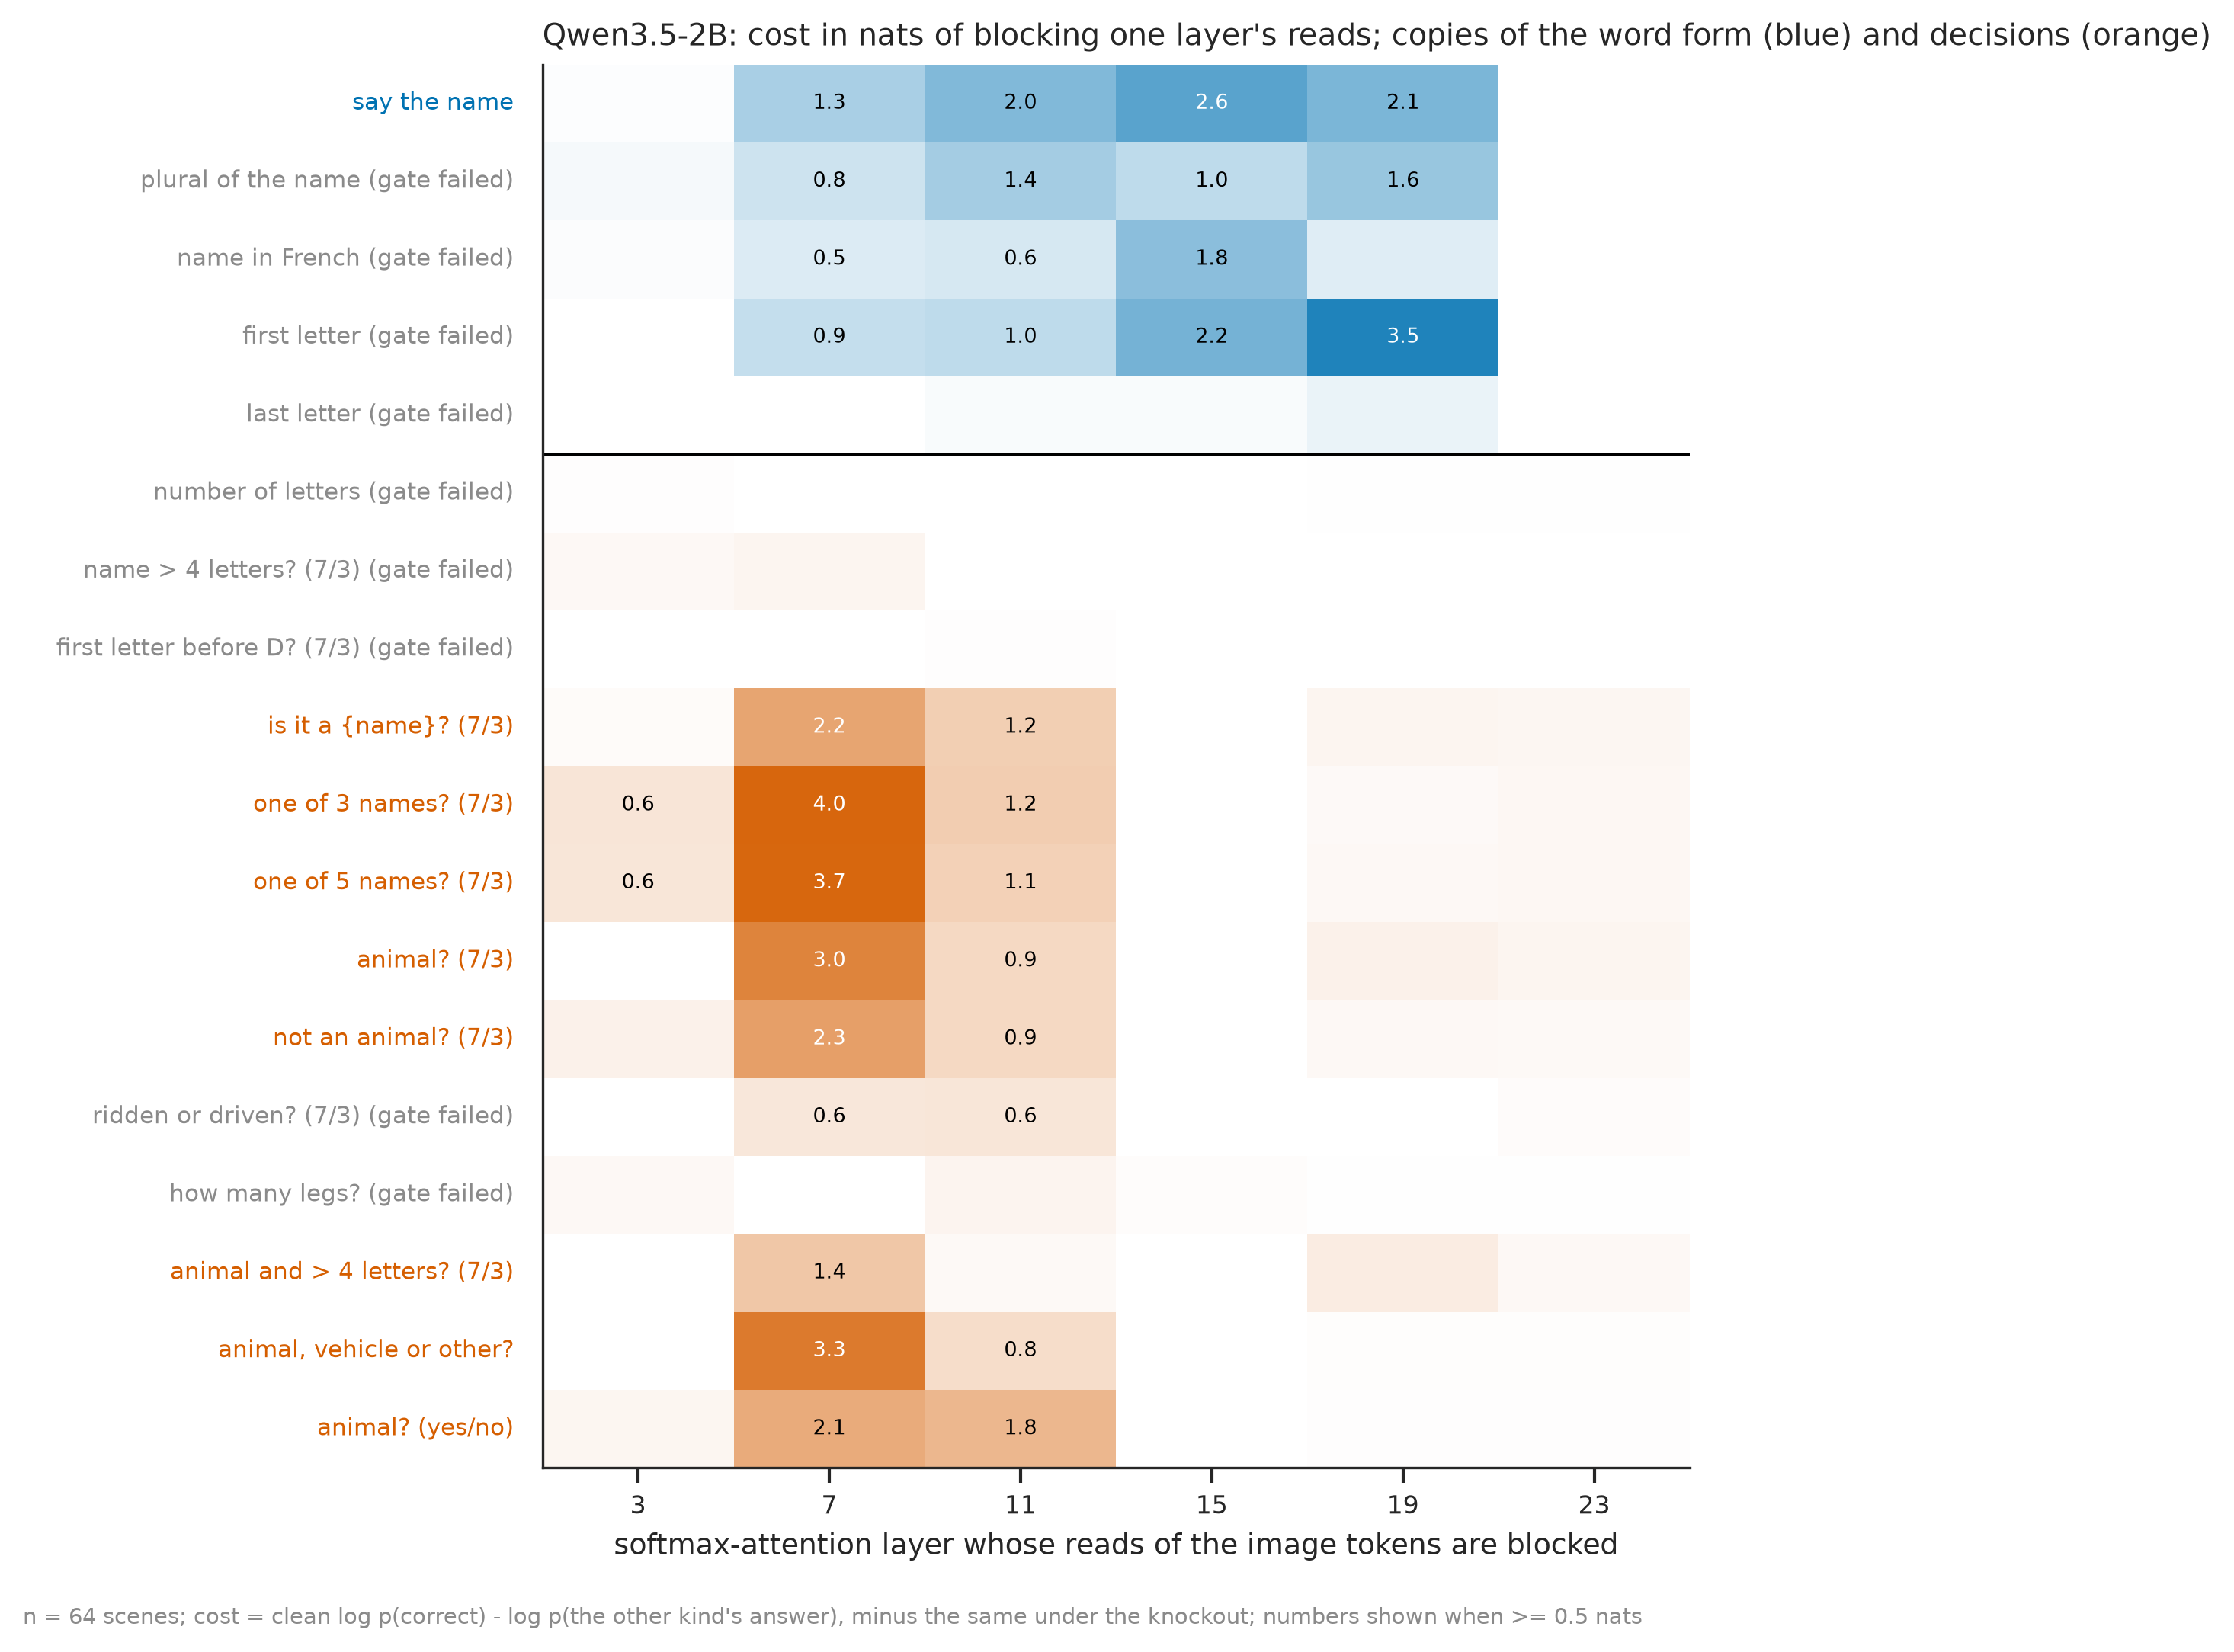 Qwen3.5-2B: cost in nats of blocking one layer's reads; copies of the word form (blue) and decisions (orange)
say the name 1.3 2.0 2.6 2.1
plural of the name (gate failed) 0.8 1.4 1.0 1.6
name in French (gate failed) 0.5 0.6 1.8
first letter (gate failed) 0.9 1.0 2.2 3.5
last letter (gate failed)
number of letters (gate failed)
name > 4 letters? (7/3) (gate failed)
first letter before D? (7/3) (gate failed)
is it a {name}? (7/3) 2.2 1.2
one of 3 names? (7/3) 0.6 4.0 1.2
one of 5 names? (7/3) 0.6 3.7 1.1
animal? (7/3) 3.0 0.9
not an animal? (7/3) 2.3 0.9
ridden or driven? (7/3) (gate failed) 0.6 0.6
how many legs? (gate failed)
animal and > 4 letters? (7/3) 1.4
animal, vehicle or other? 3.3 0.8
animal? (yes/no) 2.1 1.8
3 7 11 15 19 23
softmax-attention layer whose reads of the image tokens are blocked
n = 64 scenes; cost = clean log p(correct) - log p(the other kind's answer), minus the same under the knockout; numbers shown when >= 0.5 nats